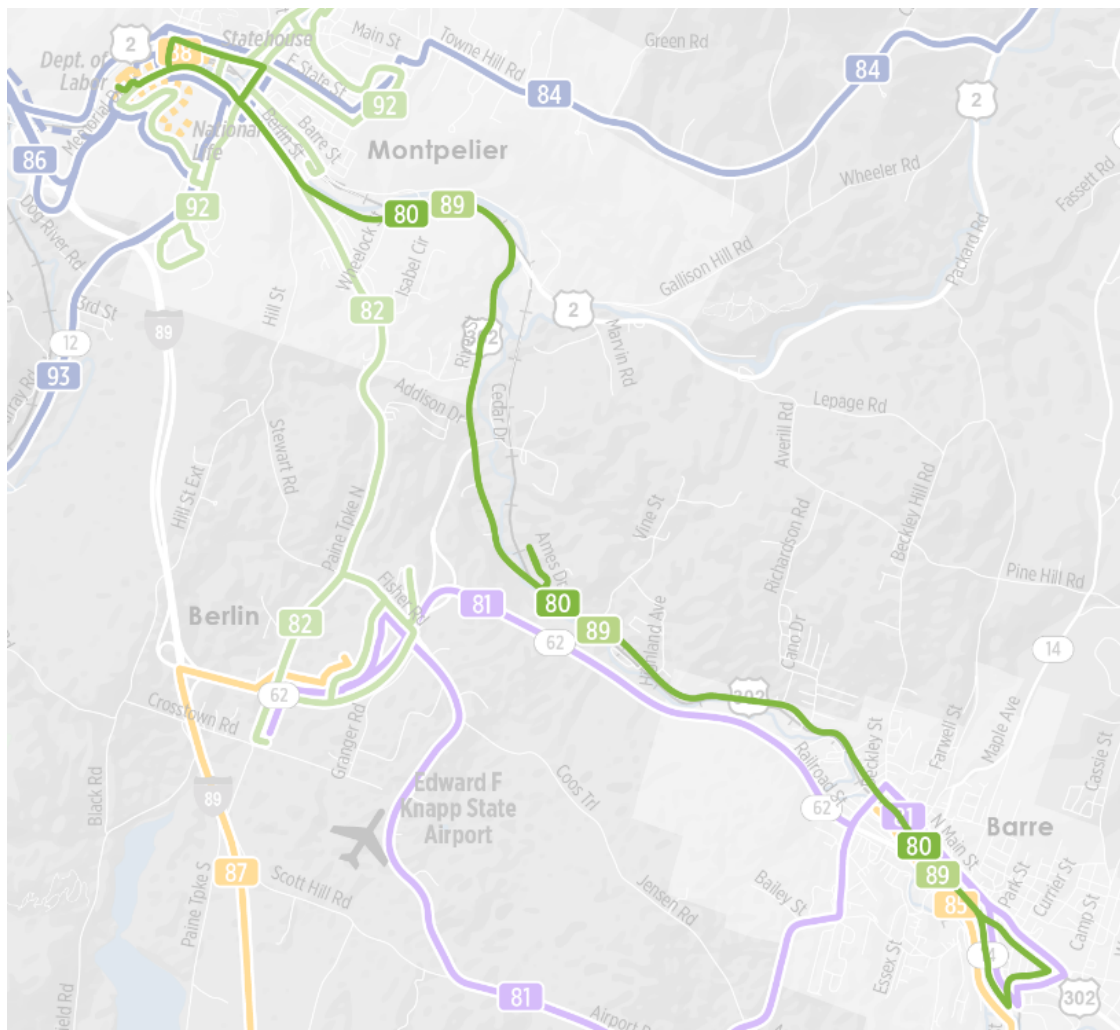 2
88
Statehouse
Main St
Towne Hill Rd
Green Rd
84
84
2
Dept. of
Labor
E State St
92
Memorial Dr
National
Life
Berlin St
Barre St
Montpelier
86
Wheeler Rd
Fassett Rd
92
Dog River Rd
80
89
Wheelock
Isabel Cir
Gallison Hill Rd
Packard Rd
3rd St
Hill St
82
2
89
12
2
River St
Marvin Rd
93
Addison Dr
Cedar Dr
Lepage Rd
Averill Rd
Stewart Rd
Hill St Ext
Vine St
Beckley Hill Rd
Richardson Rd
Paine Tpke N
Ames Dr
Pine Hill Rd
Fisher Rd
Berlin
82
81
80
89
62
Highland Ave
Cano Dr
14
62
Crosstown Rd
302
Granger Rd
Beckley St
Farwell St
Maple Ave
Cassie St
Black Rd
89
Edward F
Knapp State
Airport
Coos Trl
Railroad St
62
81
N Main St
Barre
80
87
Scott Hill Rd
Paine Tpke S
Jensen Rd
Bailey St
89
85
Park St
Currier St
Camp St
Essex St
14
81
Airport
302
field Rd